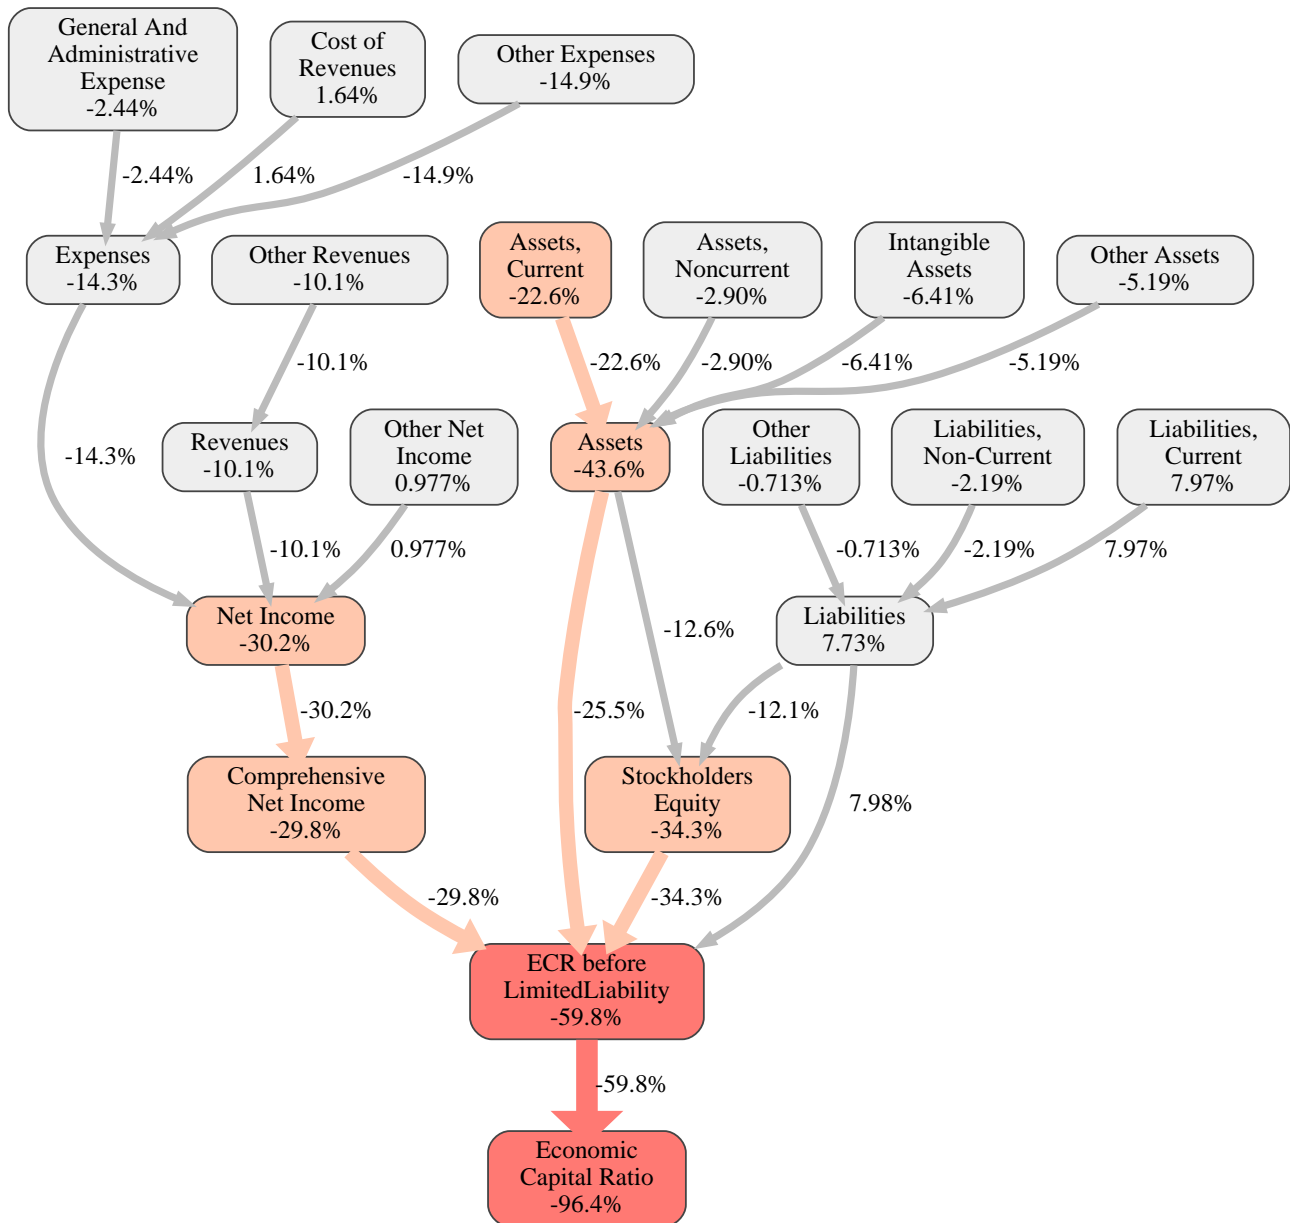 General And
Administrative
Expense
-2.44%
Cost of
Revenues
1.64%
Other Expenses
-14.9%
-2.44%
1.64%
-14.9%
Expenses
-14.3%
Other Revenues
-10.1%
Assets,
Current
-22.6%
Assets,
Noncurrent
-2.90%
Intangible
Assets
-6.41%
Other Assets
-5.19%
-10.1%
-22.6%
-2.90%
-6.41%
-5.19%
-14.3%
Revenues
-10.1%
Other Net
Income
0.977%
Assets
-43.6%
Other
Liabilities
-0.713%
Liabilities,
Non-Current
-2.19%
Liabilities,
Current
7.97%
-10.1%
0.977%
-0.713%
-2.19%
7.97%
Net Income
-30.2%
-12.6%
Liabilities
7.73%
-30.2%
-25.5%
-12.1%
Comprehensive
Net Income
-29.8%
Stockholders
Equity
-34.3%
7.98%
-29.8%
-34.3%
ECR before
LimitedLiability
-59.8%
-59.8%
Economic
Capital Ratio
-96.4%